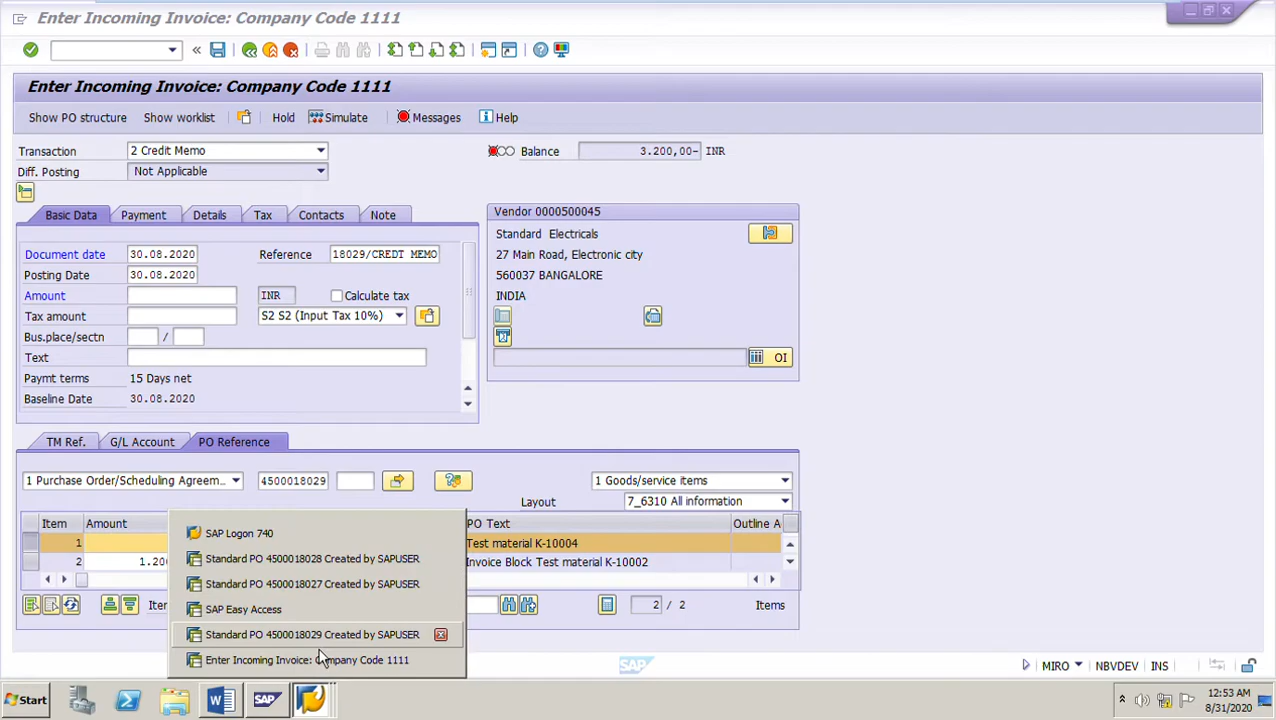 Enter Incoming Invoice: Company Code 1111
Enter Incoming Invoice: Company Code 1111
Show PO structure Show worklist Hold Simulate Messages Help
Transaction 2 Credit Memo Balance 3.200,00- INR
Diff. Posting Not Applicable
Basic Data Payment Details Tax Contacts Note Vendor 0000500045
Standard Electricals
Document date 30.08.2020 Reference 18029/CREDT MEMO 27 Main Road, Electronic city
Posting Date 30.08.2020 560037 BANGALORE
Amount INR Calculate tax INDIA
Tax amount S2 S2 (Input Tax 10%)
Bus.place/sectn /
Text OI
Paymt terms 15 Days net
Baseline Date 30.08.2020
TM Ref. G/L Account PO Reference
1 Purchase Order/Scheduling Agreem... 4500018029 1 Goods/service items
Layout 7_6310 All information
Item Amount PO Text Outline A
1 Test material K-10004
2 1.200 Invoice Block Test material K-10002
2 / 2 Items
SAP Logon 740
Standard PO 4500018028 Created by SAPUSER
Standard PO 4500018027 Created by SAPUSER
SAP Easy Access
Standard PO 4500018029 Created by SAPUSER
Enter Incoming Invoice: Company Code 1111
SAP MIRO NBVDEV INS
Start W SAP 12:53 AM
8/31/2020